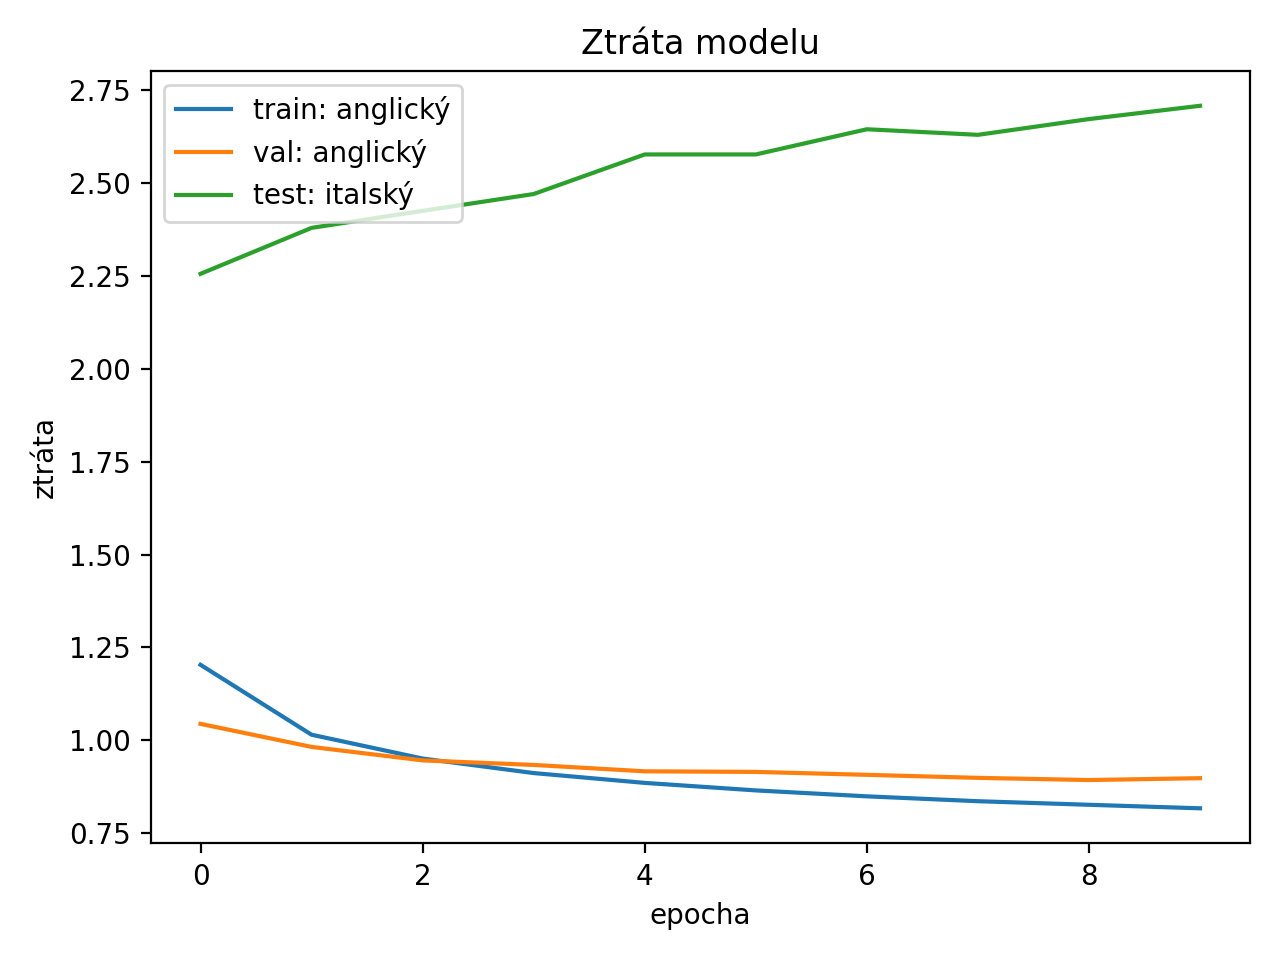 Ztráta modelu
train: anglický
val: anglický
test: italský
2.75
2.50
2.25
2.00
1.75
1.50
1.25
1.00
0.75
ztráta
0 2 4 6 8
epocha